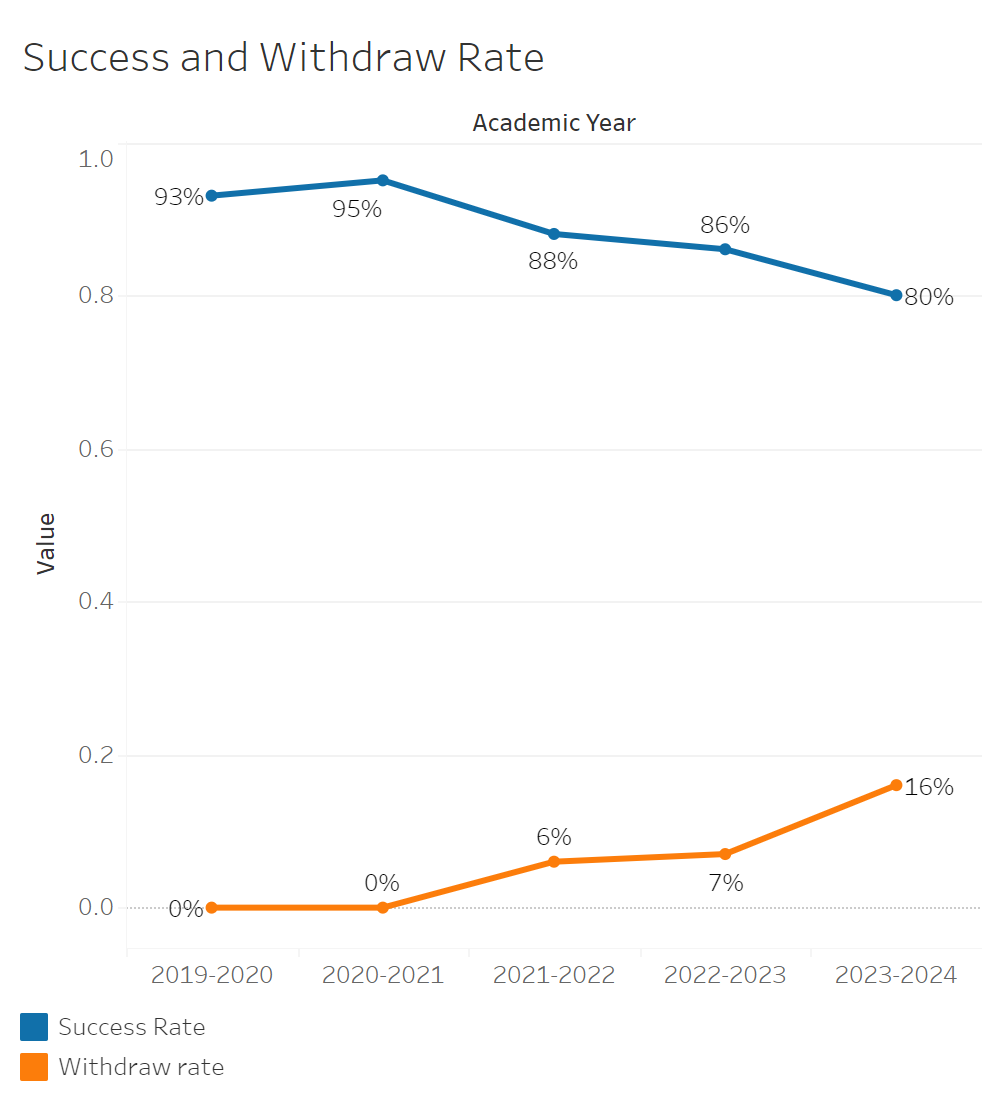 Success and Withdraw Rate
Academic Year
1.0
93%
95%
86%
88%
0.8
80%
0.6
Value
0.4
0.2
16%
6%
0%
7%
0.0
0%
2019-2020 2020-2021 2021-2022 2022-2023 2023-2024
Success Rate
Withdraw rate